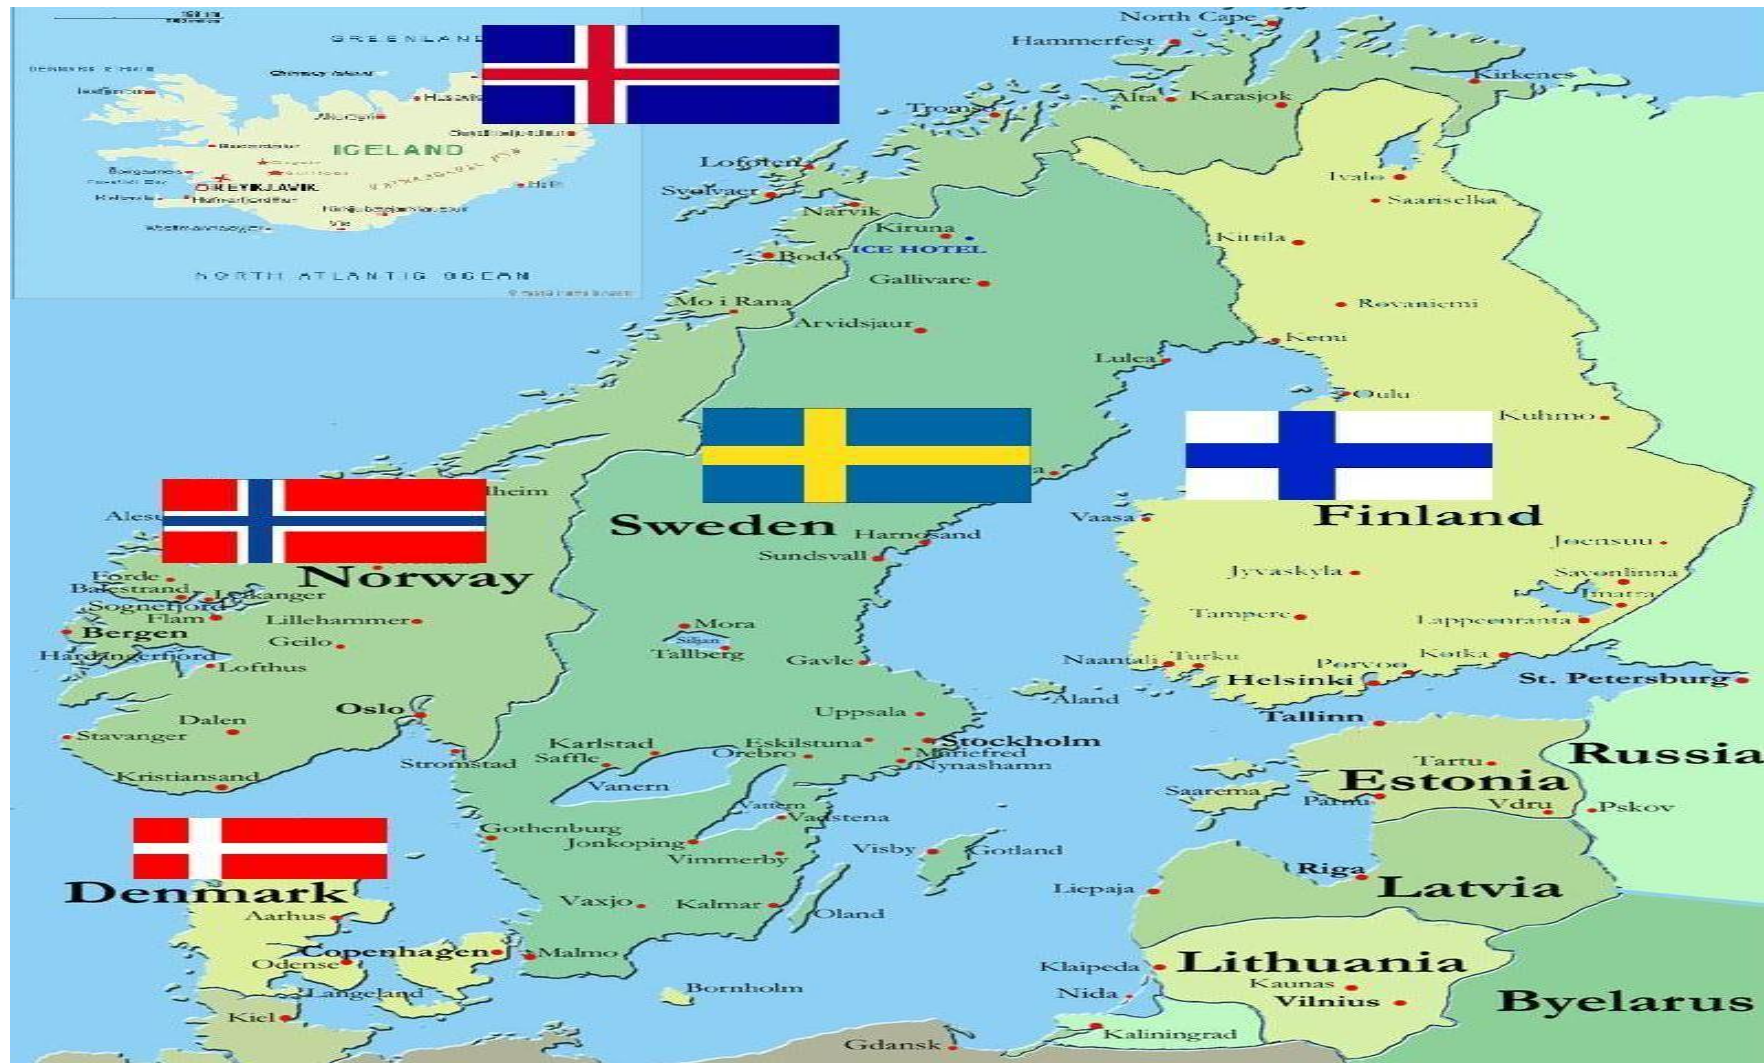 GREENLAND
Grimsey Island
ICELAND
REYKJAVIK
NORTH ATLANTIC OCEAN
North Cape
Hammerfest
Kirkenes
Alta
Karasjok
Tromso
Lofoten
Svolvaer
Narvik
Ivalo
Saariselka
Kiruna
ICE HOTEL
Kittila
Bodo
Gallivare
Mo i Rana
Rovaniemi
Arvidsjaur
Kemi
Lulea
Oulu
Kuhmo
lheim
Vaasa
Finland
Sweden
Harnosand
Sundsvall
Joensuu
Norway
Forde
Balestrand
Leikanger
Jyvaskyla
Savonlinna
Imatra
Sognefjord
Flam
Lillehammer
Tampere
Lappeenranta
Mora
Siljan
Tallberg
Bergen
Geilo
Hardangerfjord
Lofthus
Gavle
Naantali
Turku
Porvoo
Kotka
Helsinki
St. Petersburg
Aland
Oslo
Dalen
Uppsala
Tallinn
Stavanger
Karlstad
Eskilstuna
Stockholm
Saffle
Orebro
Mariefred
Nynashamn
Stromstad
Kristiansand
Vanern
Russia
Tartu
Estonia
Saarema
Parnu
Vdru
Pskov
Vattern
Vadstena
Gothenburg
Jonkoping
Vimmerby
Visby
Gotland
Riga
Latvia
Liepaja
Denmark
Aarhus
Vaxjo
Kalmar
Oland
Copenhagen
Odense
Malmo
Klaipeda
Lithuania
Kaunas
Vilnius
Nida
Langeland
Bornholm
Byelarus
Kiel
Kaliningrad
Gdansk